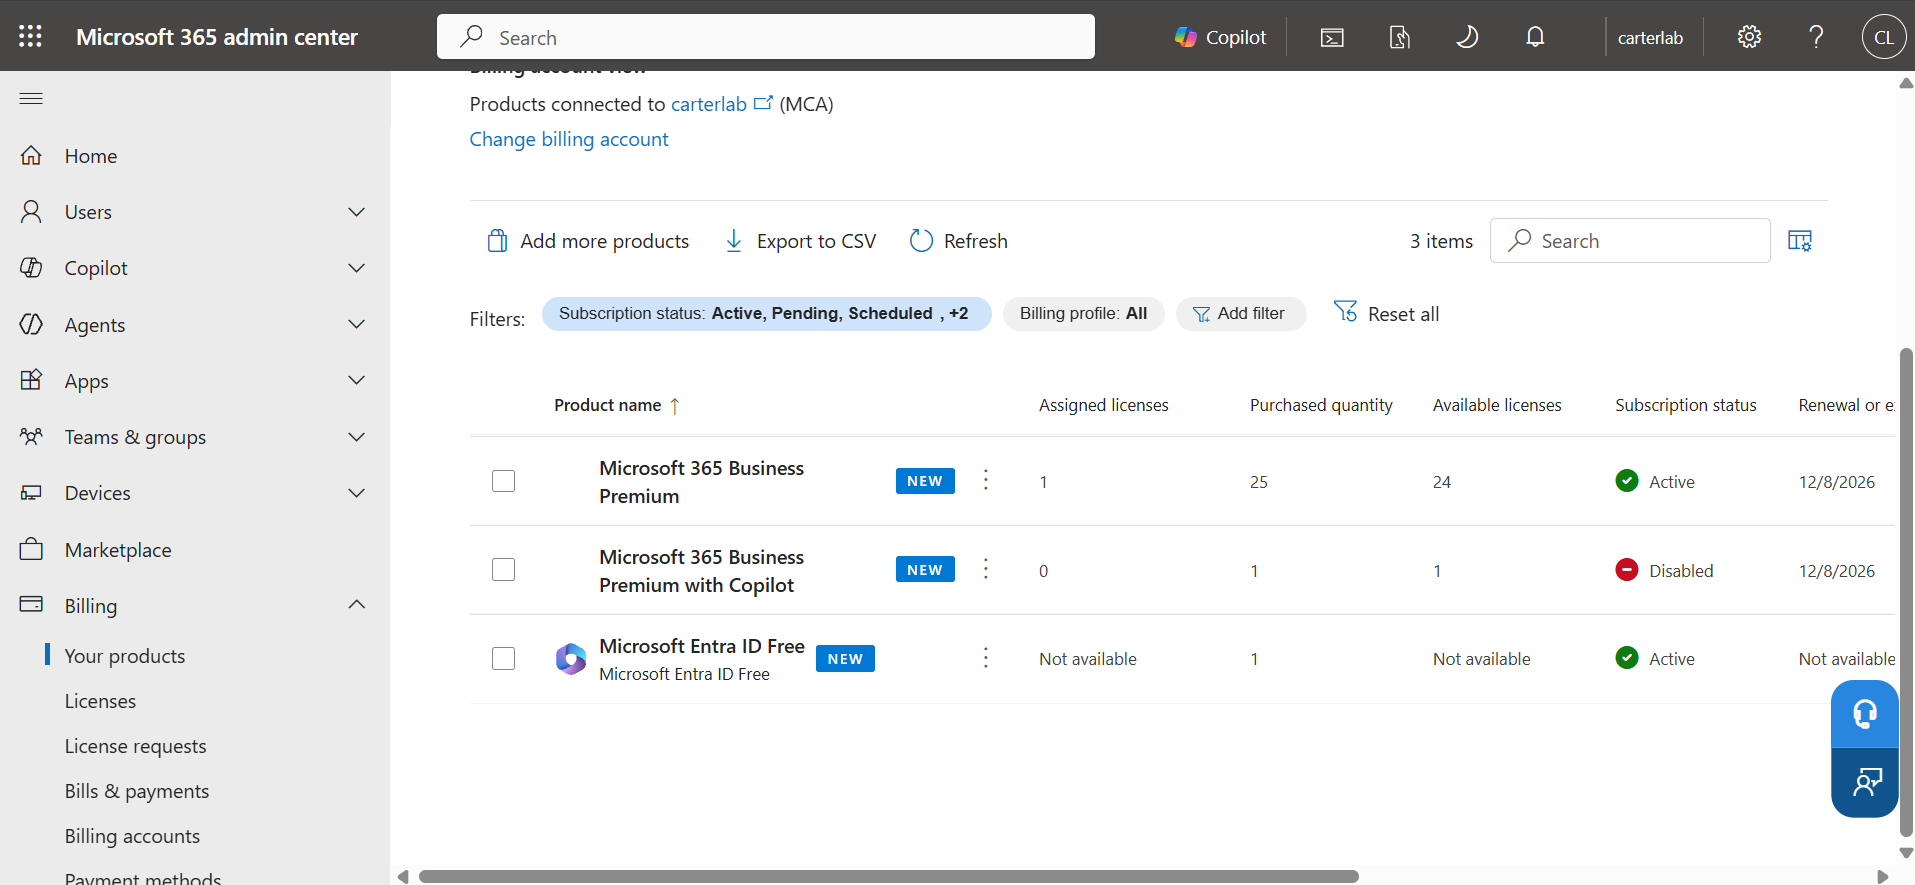 Microsoft 365 admin center
Search
Copilot
carterlab
CL
Home
Users
Copilot
Agents
Apps
Teams & groups
Devices
Marketplace
Billing
Your products
Licenses
License requests
Bills & payments
Billing accounts
Payment methods
Billing account view
Products connected to carterlab (MCA)
Change billing account
Add more products Export to CSV Refresh 3 items Search
Filters: Subscription status: Active, Pending, Scheduled , +2 Billing profile: All Add filter Reset all
Product name ↑ Assigned licenses Purchased quantity Available licenses Subscription status Renewal or e
Microsoft 365 Business
Premium NEW 1 25 24 Active 12/8/2026
Microsoft 365 Business
Premium with Copilot NEW 0 1 1 Disabled 12/8/2026
Microsoft Entra ID Free NEW Not available 1 Not available Active Not available
Microsoft Entra ID Free